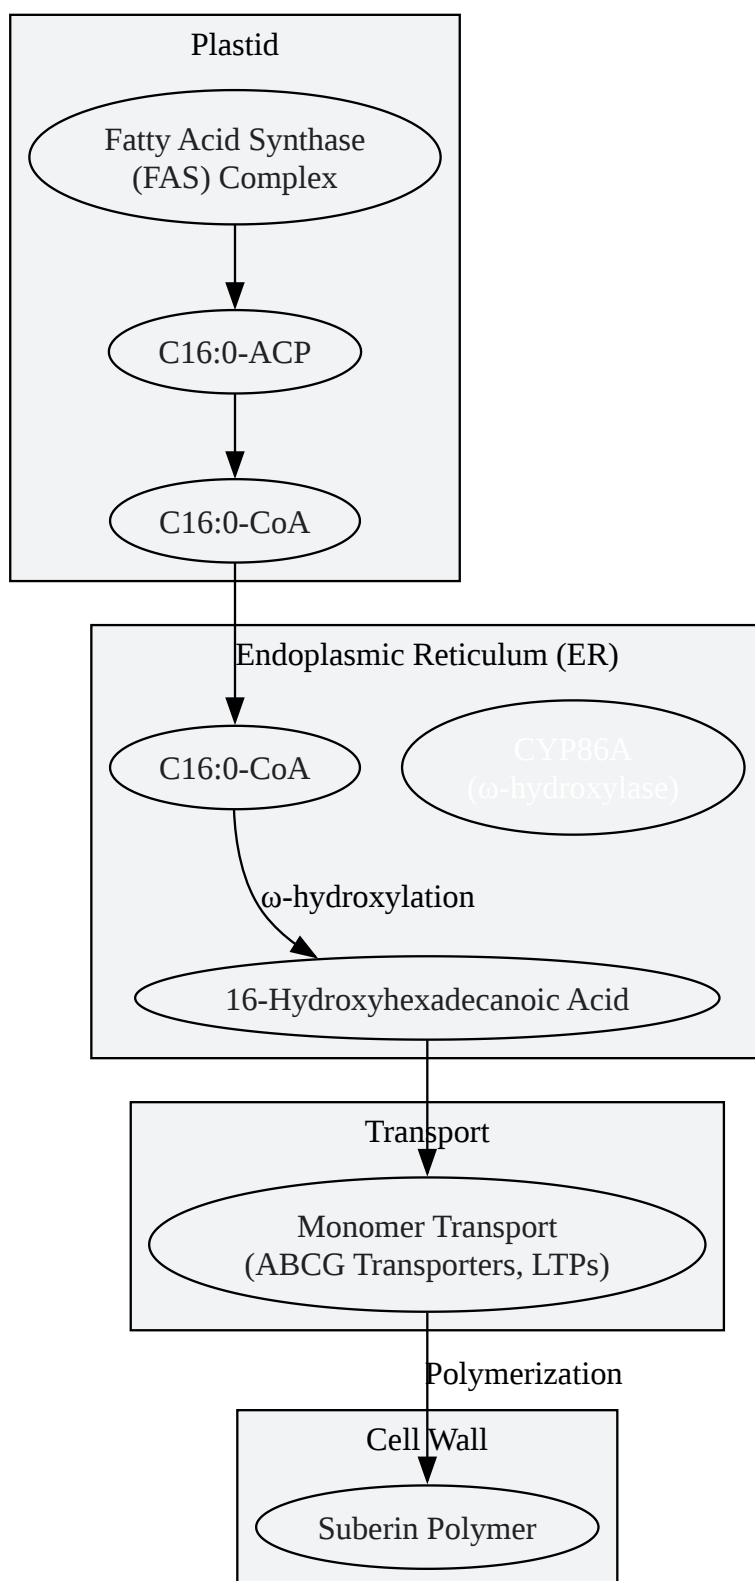 Plastid
Fatty Acid Synthase
(FAS) Complex
C16:0-ACP
C16:0-CoA
Endoplasmic Reticulum (ER)
C16:0-CoA
CYP86A
(ω-hydroxylase)
ω-hydroxylation
16-Hydroxyhexadecanoic Acid
Transport
Monomer Transport
(ABCG Transporters, LTPs)
Polymerization
Cell Wall
Suberin Polymer